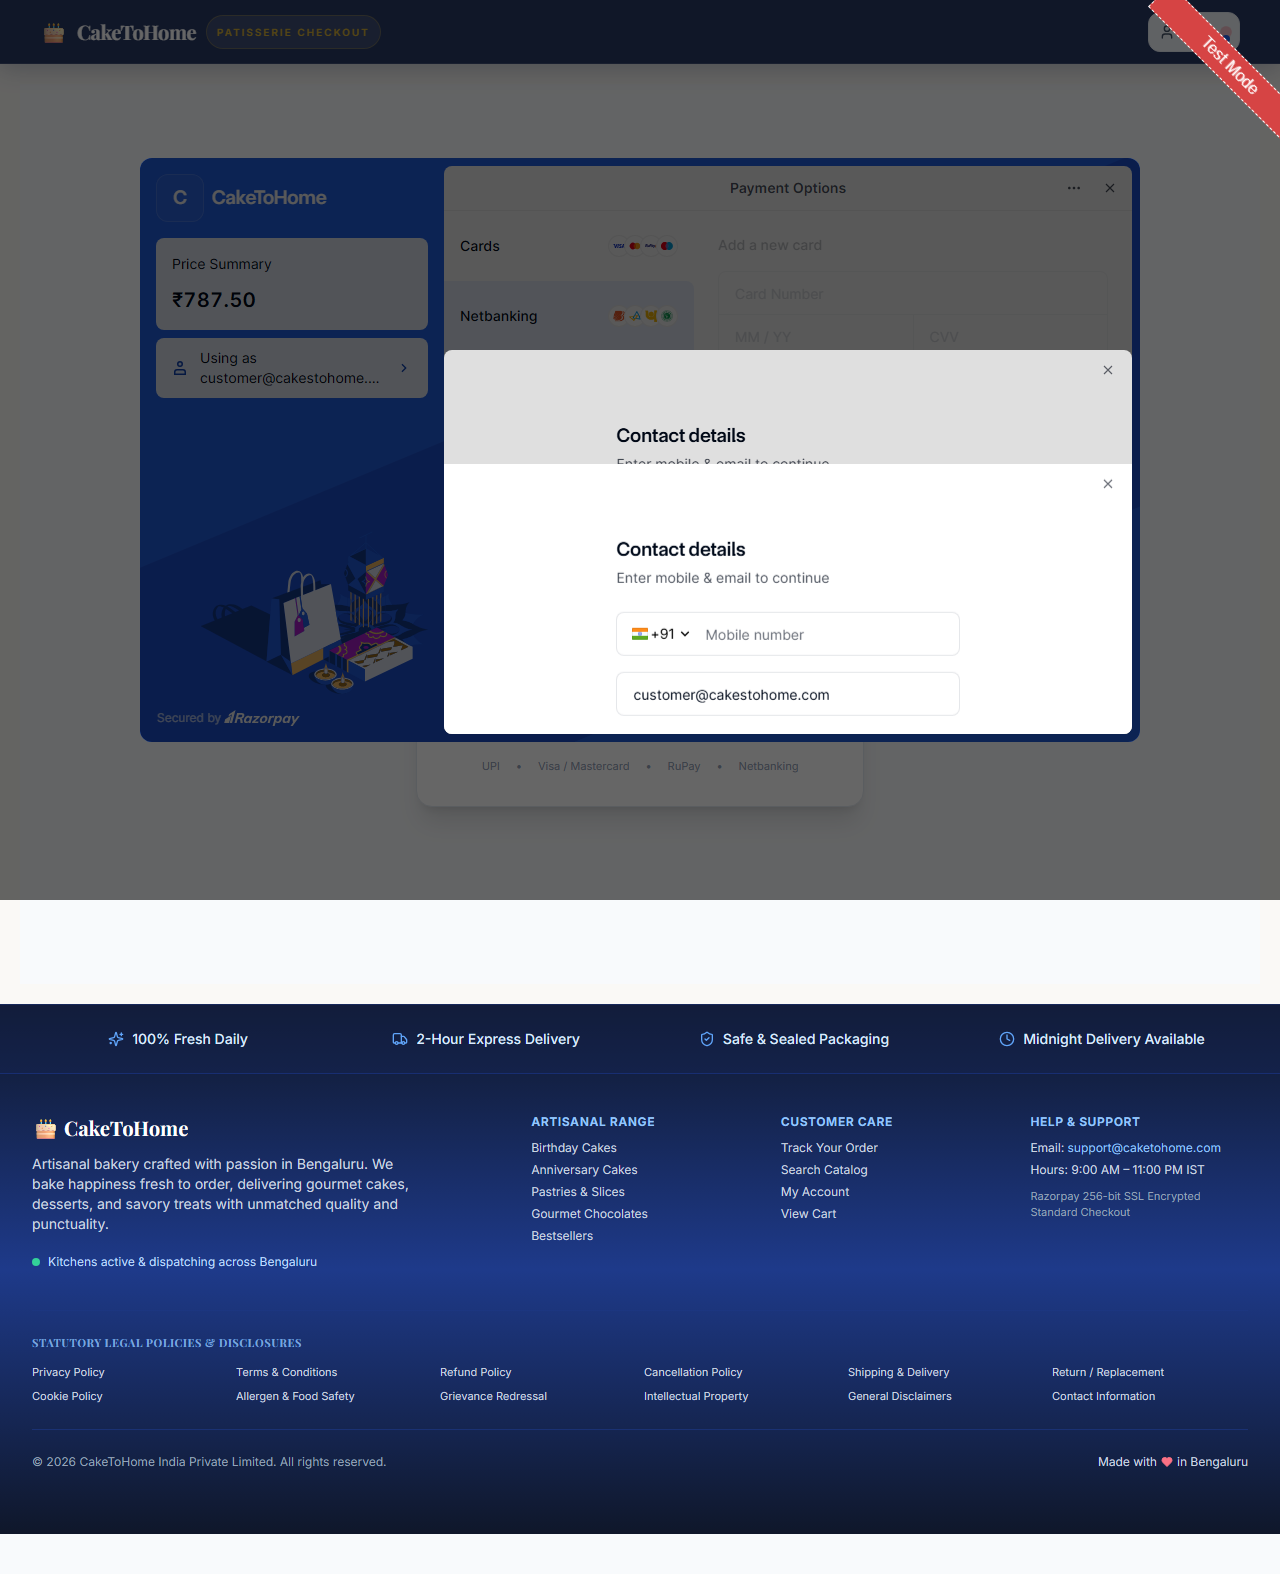 CakeToHome
PATISSERIE CHECKOUT
Test Mode
C
CakeToHome
Price Summary
₹787.50
Using as
customer@cakestohome....
Secured by Razorpay
Payment Options
Cards
VISA
Netbanking
Add a new card
Card Number
MM / YY
CVV
Contact details
Enter mobile & email to continue
Contact details
Enter mobile & email to continue
+91
Mobile number
customer@cakestohome.com
UPI • Visa / Mastercard • RuPay • Netbanking
100% Fresh Daily
2-Hour Express Delivery
Safe & Sealed Packaging
Midnight Delivery Available
CakeToHome
Artisanal bakery crafted with passion in Bengaluru. We
bake happiness fresh to order, delivering gourmet cakes,
desserts, and savory treats with unmatched quality and
punctuality.
Kitchens active & dispatching across Bengaluru
ARTISANAL RANGE
Birthday Cakes
Anniversary Cakes
Pastries & Slices
Gourmet Chocolates
Bestsellers
CUSTOMER CARE
Track Your Order
Search Catalog
My Account
View Cart
HELP & SUPPORT
Email: support@caketohome.com
Hours: 9:00 AM – 11:00 PM IST
Razorpay 256-bit SSL Encrypted
Standard Checkout
STATUTORY LEGAL POLICIES & DISCLOSURES
Privacy Policy
Terms & Conditions
Refund Policy
Cancellation Policy
Shipping & Delivery
Return / Replacement
Cookie Policy
Allergen & Food Safety
Grievance Redressal
Intellectual Property
General Disclaimers
Contact Information
© 2026 CakeToHome India Private Limited. All rights reserved.
Made with ♥ in Bengaluru